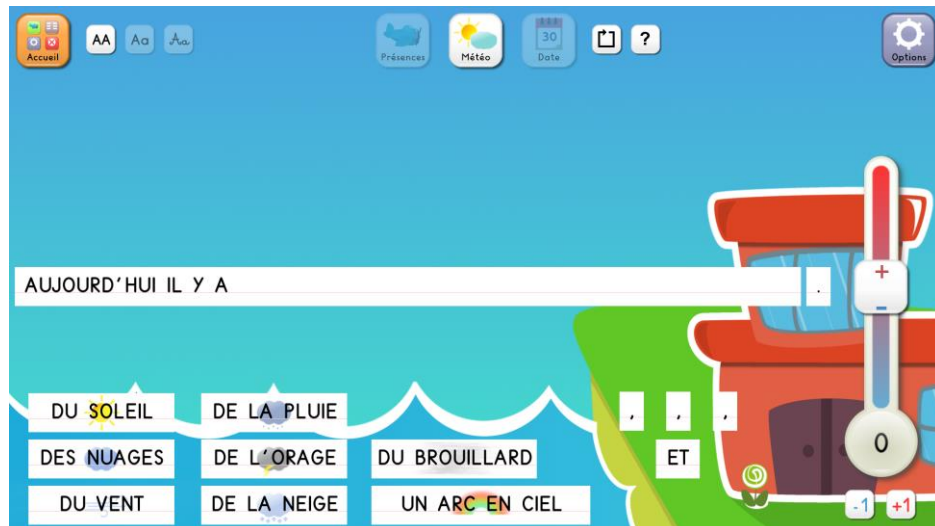 AA Aa Aa 30 ?
Accueil Présences Météo Date Options
+
AUJOURD'HUI IL Y A .
-
DU SOLEIL DE LA PLUIE , , ,
DES NUAGES DE L'ORAGE DU BROUILLARD ET 0
DU VENT DE LA NEIGE UN ARC EN CIEL -1 +1